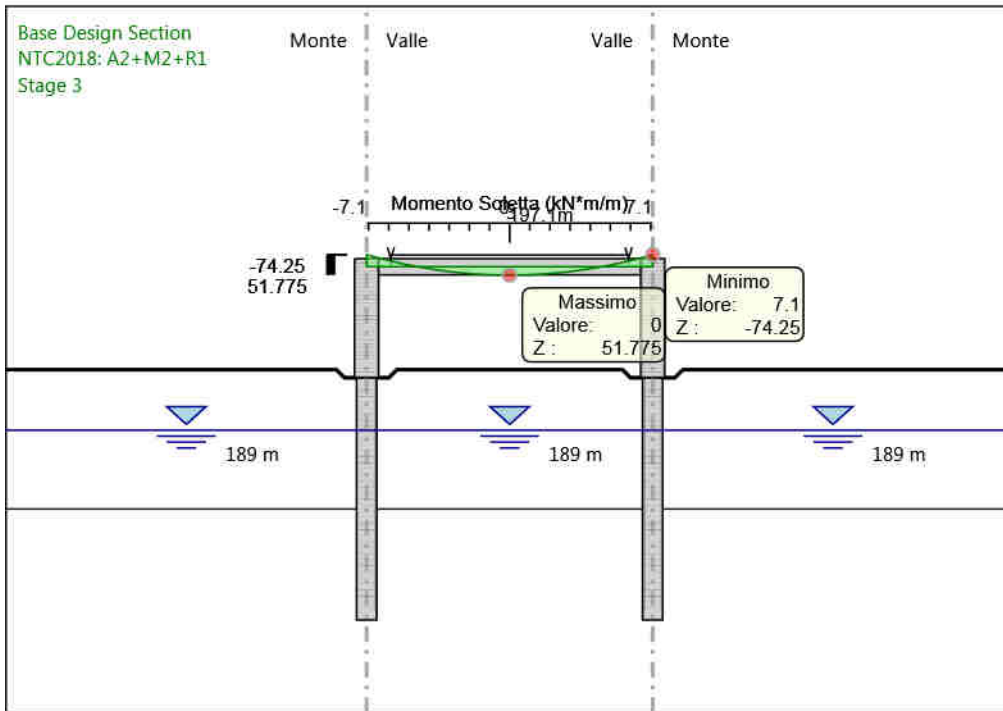 Base Design Section
NTC2018: A2+M2+R1
Stage 3
Monte Valle Valle Monte
Momento Soletta (kN*m/m)
-7.1 0 7.1
197.1m
-74.25
51.775
Massimo
Valore: 0
Z : 51.775
Minimo
Valore: 7.1
Z : -74.25
189 m 189 m 189 m